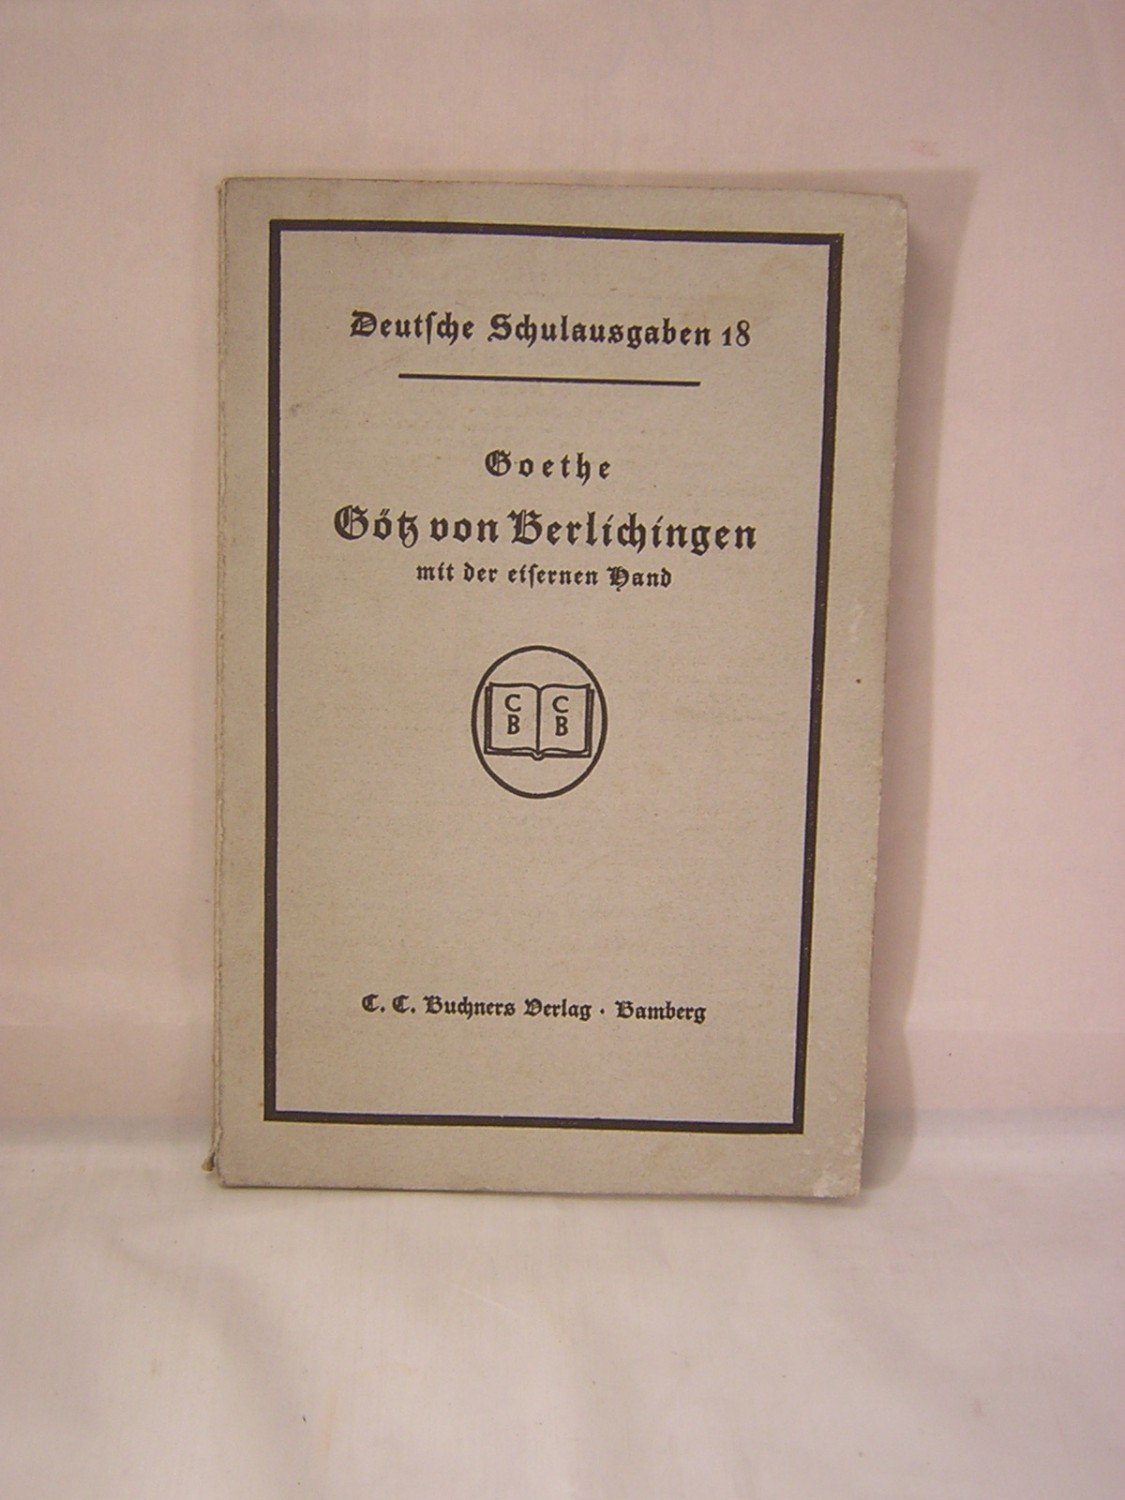 Deutſche Schulausgaben 18
Goethe
Götz von Berlichingen
mit der eiſernen Hand
C C
B B
C. C. Buchners Verlag · Bamberg